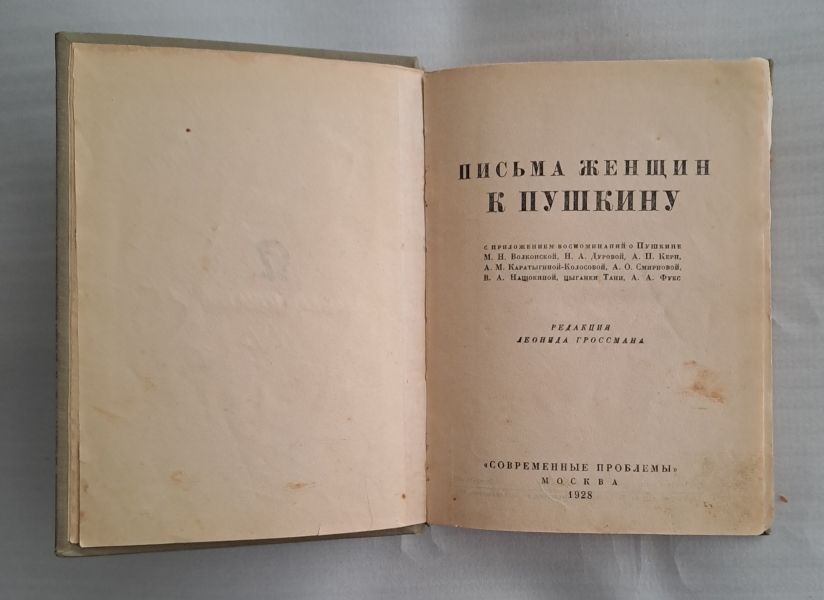 ПИСЬМА ЖЕНЩИН
К ПУШКИНУ
С ПРИЛОЖЕНИЕМ ВОСПОМИНАНИЙ О ПУШКИНЕ
М. Н. ВОЛКОНСКОЙ, Н. А. ДУРОВОЙ, А. П. КЕРН,
А. М. КАРАТЫГИНОЙ-КОЛОСОВОЙ, А. О. СМИРНОВОЙ,
В. А. НАЩОКИНОЙ, ЦЫГАНКИ ТАНИ, А. А. ФУКС
РЕДАКЦИЯ
ЛЕОНИДА ГРОССМАНА
«СОВРЕМЕННЫЕ ПРОБЛЕМЫ»
МОСКВА
1928